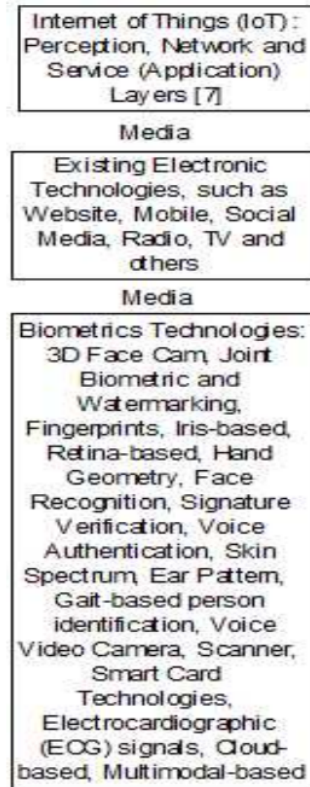 Internet of Things (IoT) :
Perception, Network and
Service (Application)
Layers [7]
Media
Existing Electronic
Technologies, such as
Website, Mobile, Social
Media, Radio, TV and
others
Media
Biometrics Technologies:
3D Face Cam, Joint
Biometric and
Watermarking,
Fingerprints, Iris-based,
Retina-based, Hand
Geometry, Face
Recognition, Signature
Verification, Voice
Authentication, Skin
Spectrum, Ear Pattern,
Gait-based person
identification, Voice
Video Camera, Scanner,
Smart Card
Technologies,
Electrocardiographic
(ECG) signals, Cloud-
based, Multimodal-based